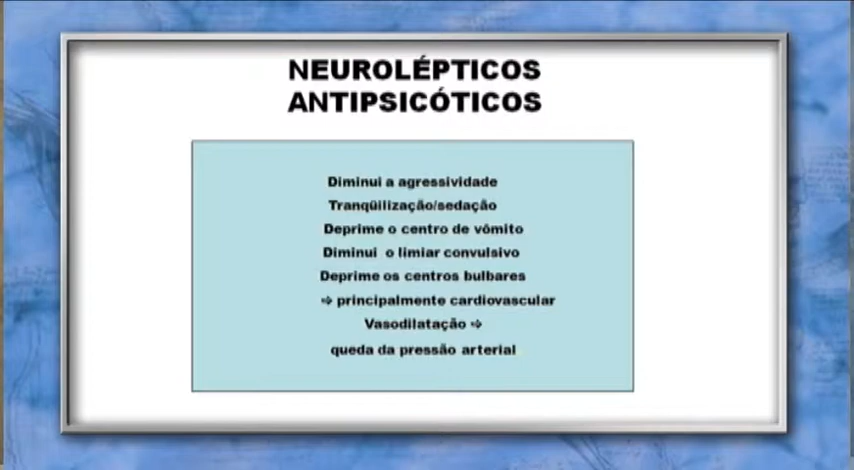 NEUROLÉPTICOS
ANTIPSICÓTICOS
Diminui a agressividade
Tranqüilização/sedação
Deprime o centro de vômito
Diminui o limiar convulsivo
Deprime os centros bulbares
➩ principalmente cardiovascular
Vasodilatação ➩
queda da pressão arterial